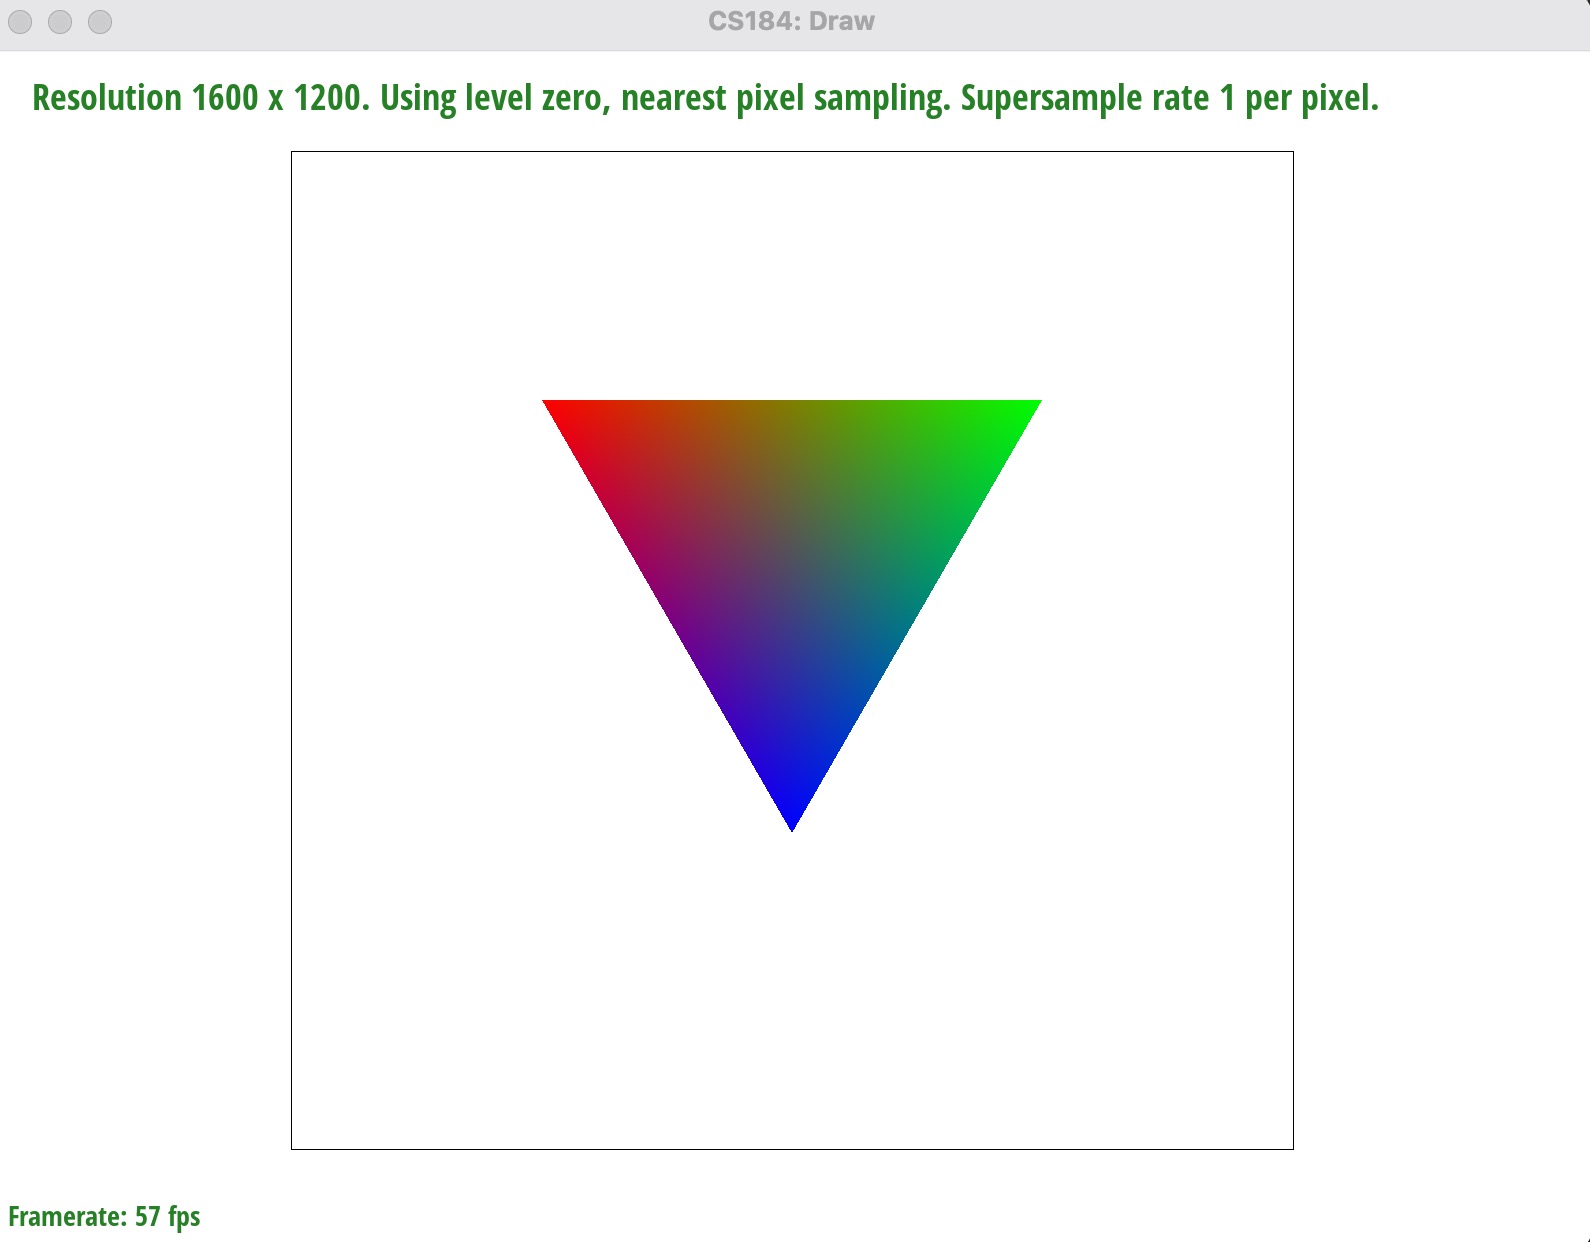 CS184: Draw
Resolution 1600 x 1200. Using level zero, nearest pixel sampling. Supersample rate 1 per pixel.
Framerate: 57 fps